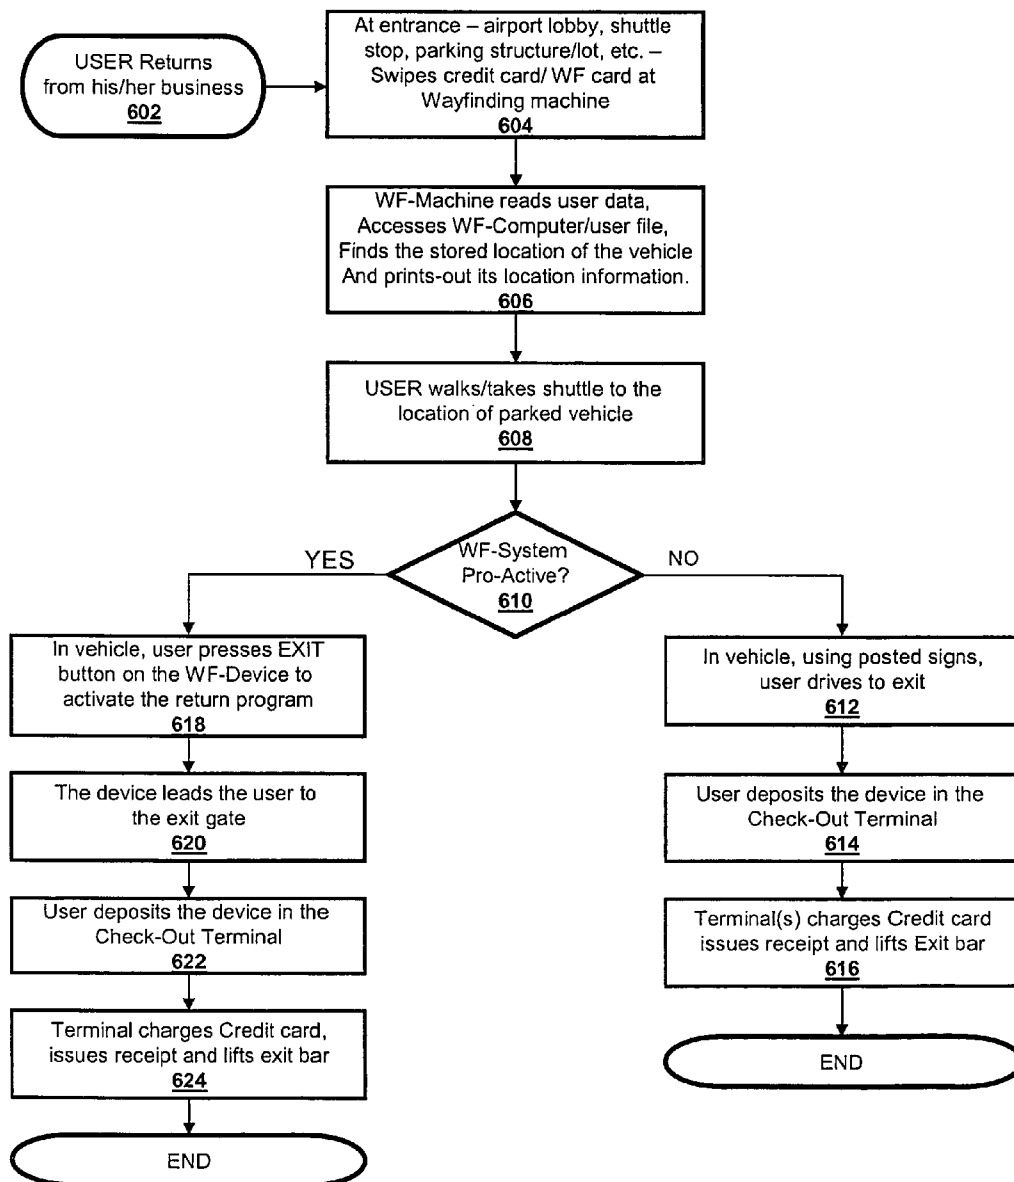 USER Returns
from his/her business
602
At entrance – airport lobby, shuttle
stop, parking structure/lot, etc. –
Swipes credit card/ WF card at
Wayfinding machine
604
WF-Machine reads user data,
Accesses WF-Computer/user file,
Finds the stored location of the vehicle
And prints-out its location information.
606
USER walks/takes shuttle to the
location of parked vehicle
608
WF-System
Pro-Active?
610
YES
NO
In vehicle, user presses EXIT
button on the WF-Device to
activate the return program
618
The device leads the user to
the exit gate
620
User deposits the device in the
Check-Out Terminal
622
Terminal charges Credit card,
issues receipt and lifts exit bar
624
END
In vehicle, using posted signs,
user drives to exit
612
User deposits the device in the
Check-Out Terminal
614
Terminal(s) charges Credit card
issues receipt and lifts Exit bar
616
END